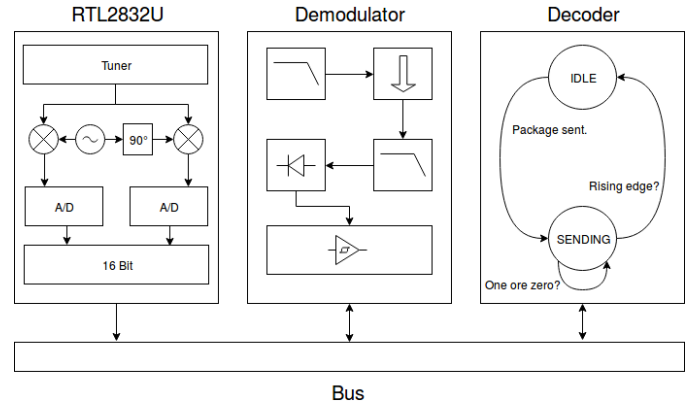 RTL2832U
Demodulator
Decoder
Tuner
90°
A/D
A/D
16 Bit
IDLE
Package sent.
Rising edge?
SENDING
One ore zero?
Bus